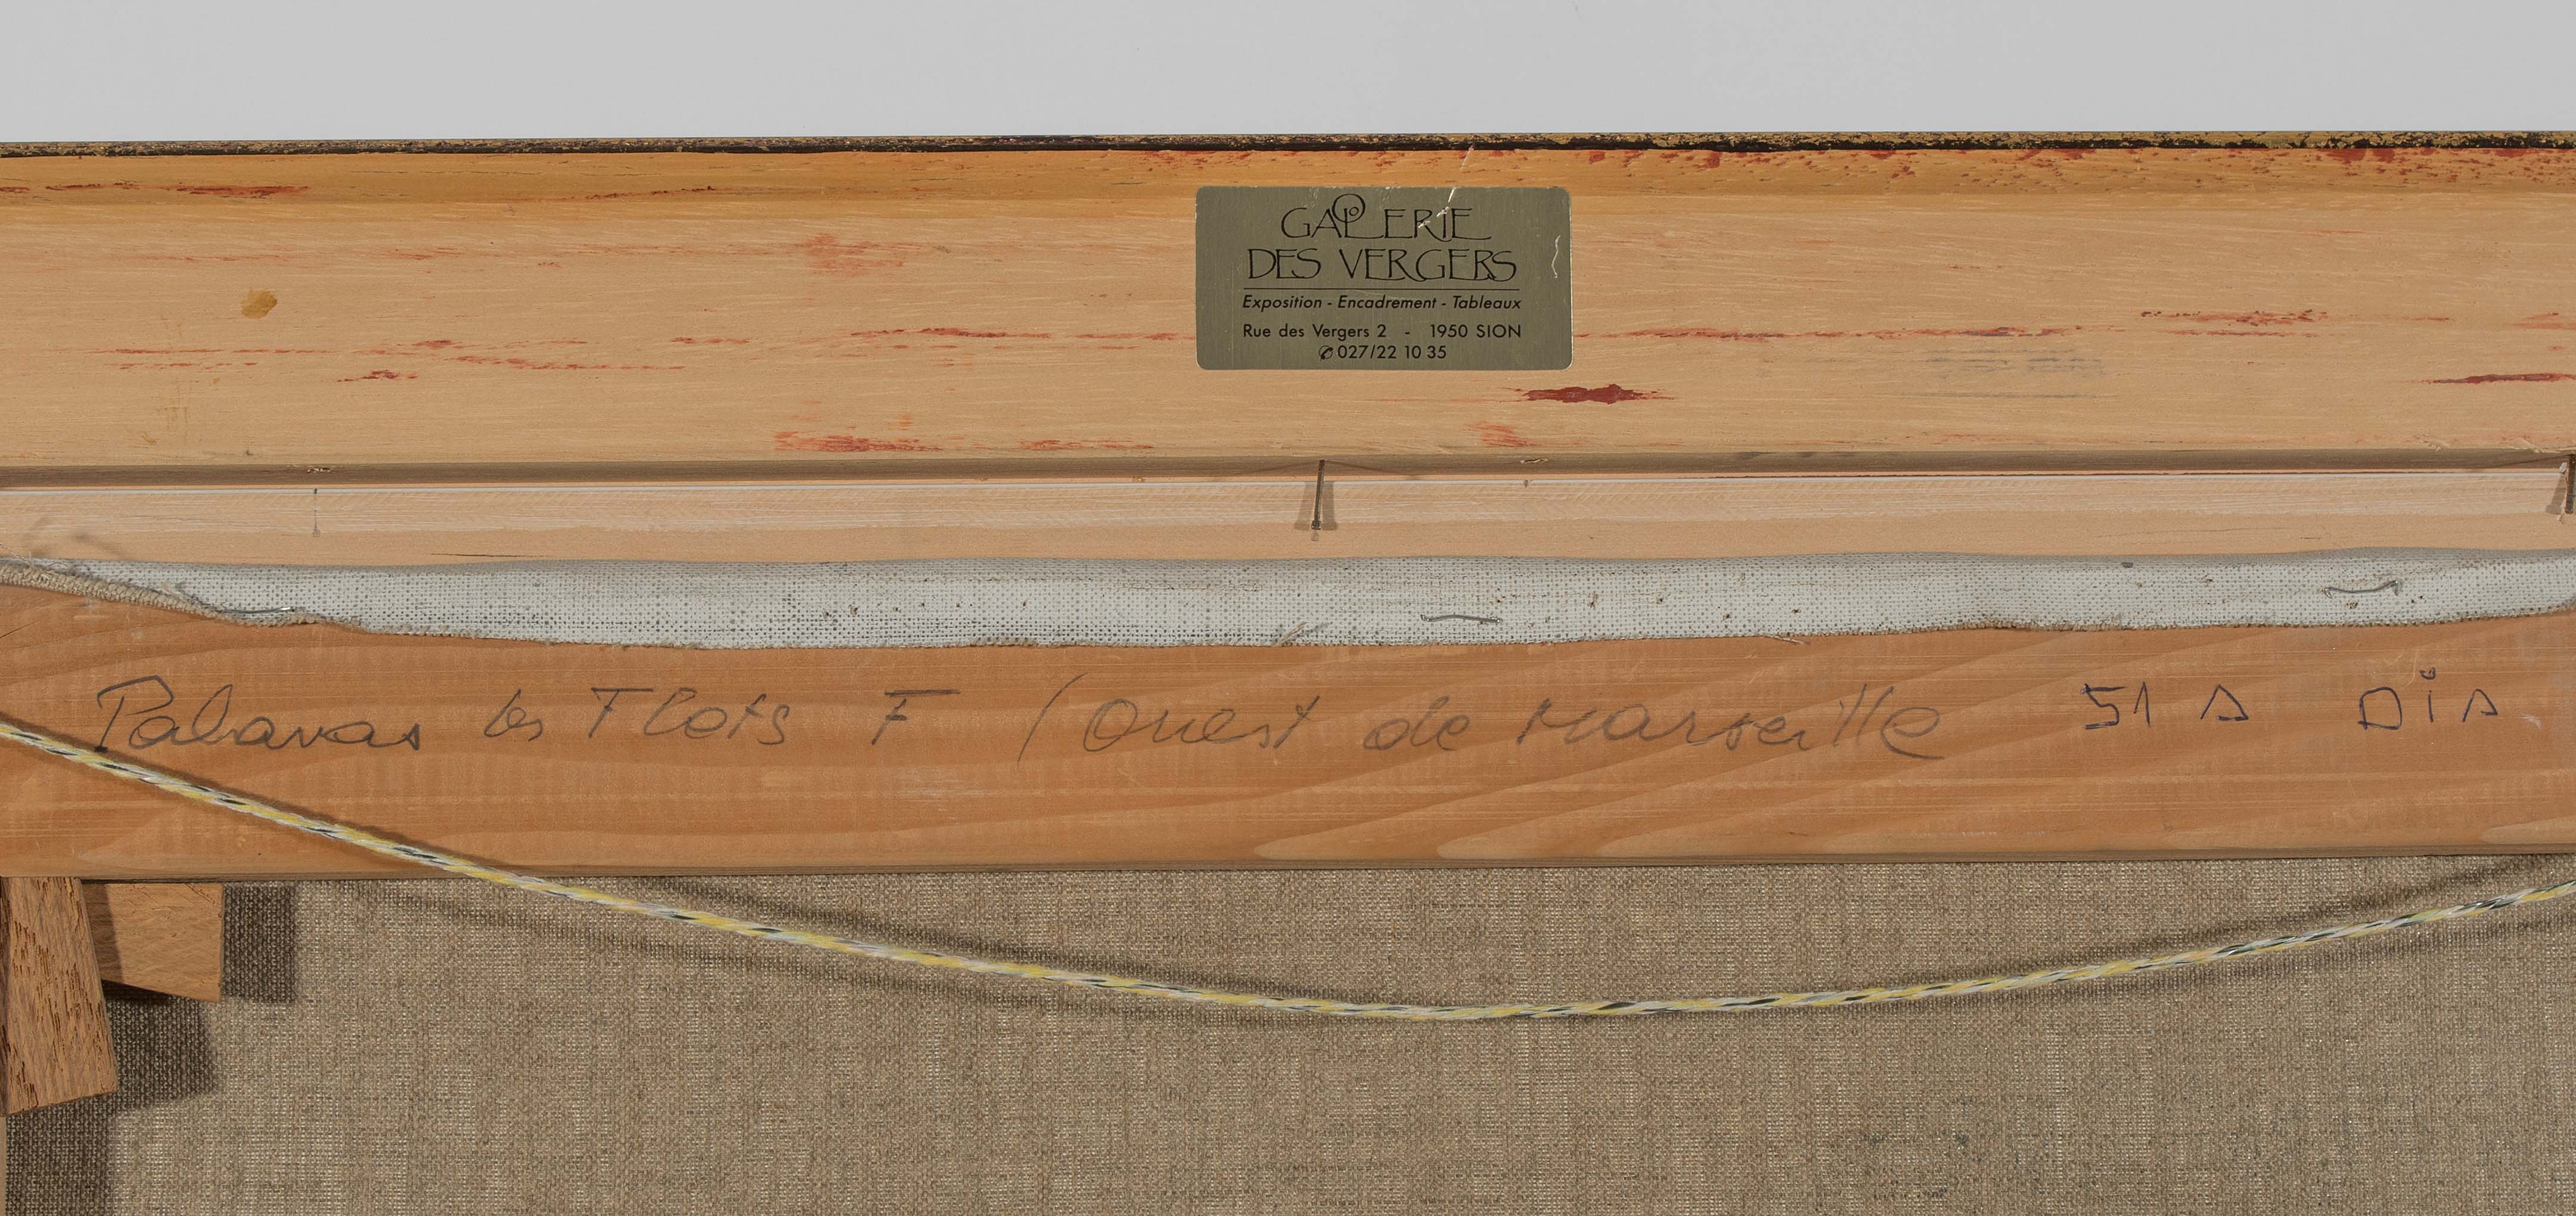 GALERIE
DES VERGERS
Exposition - Encadrement - Tableaux
Rue des Vergers 2 - 1950 SION
✆ 027/22 10 35
Palavas les Flots F (Ouest de Marseille 51 A DiA